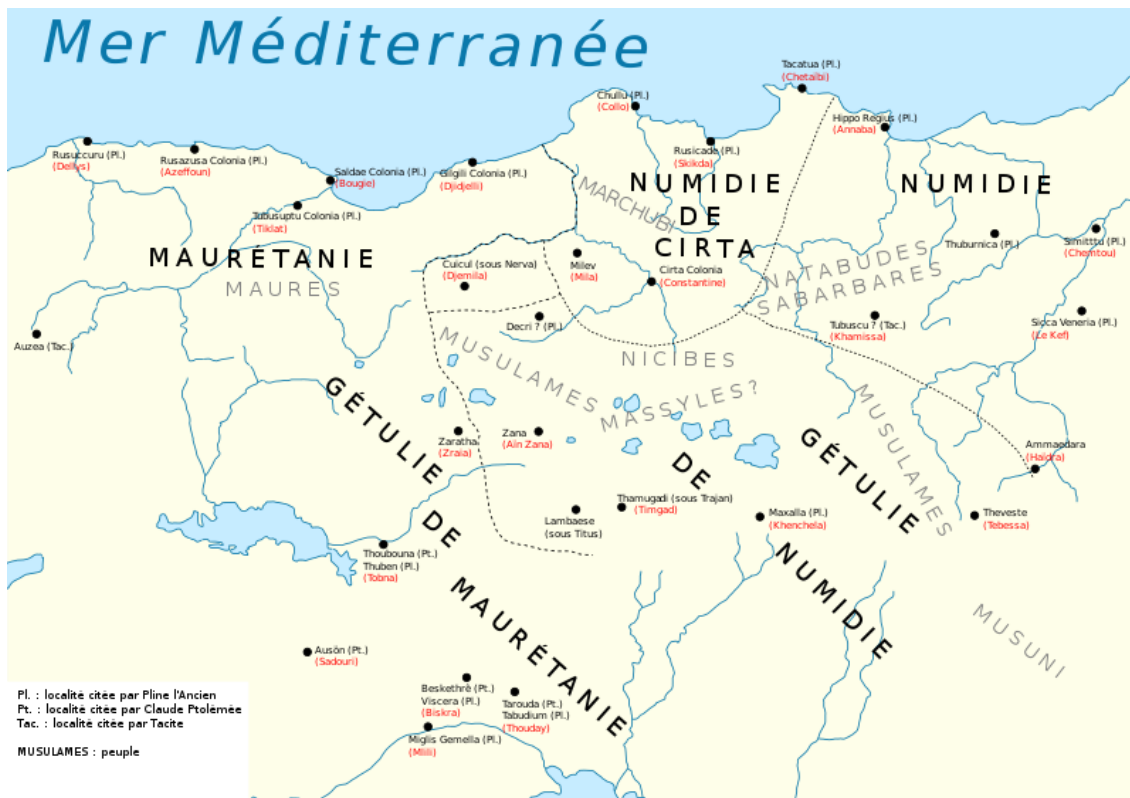 Mer Méditerranée
Tacatua (Pl.)
(Chetaïbi)
Chullu (Pl.)
(Collo)
Hippo Regius (Pl.)
(Annaba)
Rusuccuru (Pl.)
(Dellys)
Rusazusa Colonia (Pl.)
(Azeffoun)
Saldae Colonia (Pl.)
(Bougie)
Gilgili Colonia (Pl.)
(Djidjelli)
Rusicade (Pl.)
(Skikda)
NUMIDIE
DE
CIRTA
NUMIDIE
MARCHUBI
Tubusuptu Colonia (Pl.)
(Tiklat)
MAURÉTANIE
MAURES
Cuicul (sous Nerva)
(Djemila)
Milev
(Mila)
Cirta Colonia
(Constantine)
Thuburnica (Pl.)
Simitttu (Pl.)
(Chemtou)
NATABUDES
SABARBARES
Auzea (Tac.)
Decri ? (Pl.)
Tubuscu ? (Tac.)
(Khamissa)
Sicca Veneria (Pl.)
(Le Kef)
NICIBES
MUSULAMES
MASSYLES?
MUSULAMES
GÉTULIE
DE
MAURÉTANIE
GÉTULIE
DE
NUMIDIE
Zaratha
(Zraia)
Zana
(Aïn Zana)
Ammaedara
(Haïdra)
Thamugadi (sous Trajan)
(Timgad)
Lambaese
(sous Titus)
Maxalla (Pl.)
(Khenchela)
Theveste
(Tebessa)
Thoubouna (Pt.)
Thuben (Pl.)
(Tobna)
MUSUNI
Ausön (Pt.)
(Sadouri)
Beskethrê (Pt.)
Viscera (Pl.)
(Biskra)
Tarouda (Pt.)
Tabudium (Pl.)
(Thouday)
Miglis Gemella (Pl.)
(Mlili)
Pl. : localité citée par Pline l'Ancien
Pt. : localité citée par Claude Ptolémée
Tac. : localité citée par Tacite
MUSULAMES : peuple